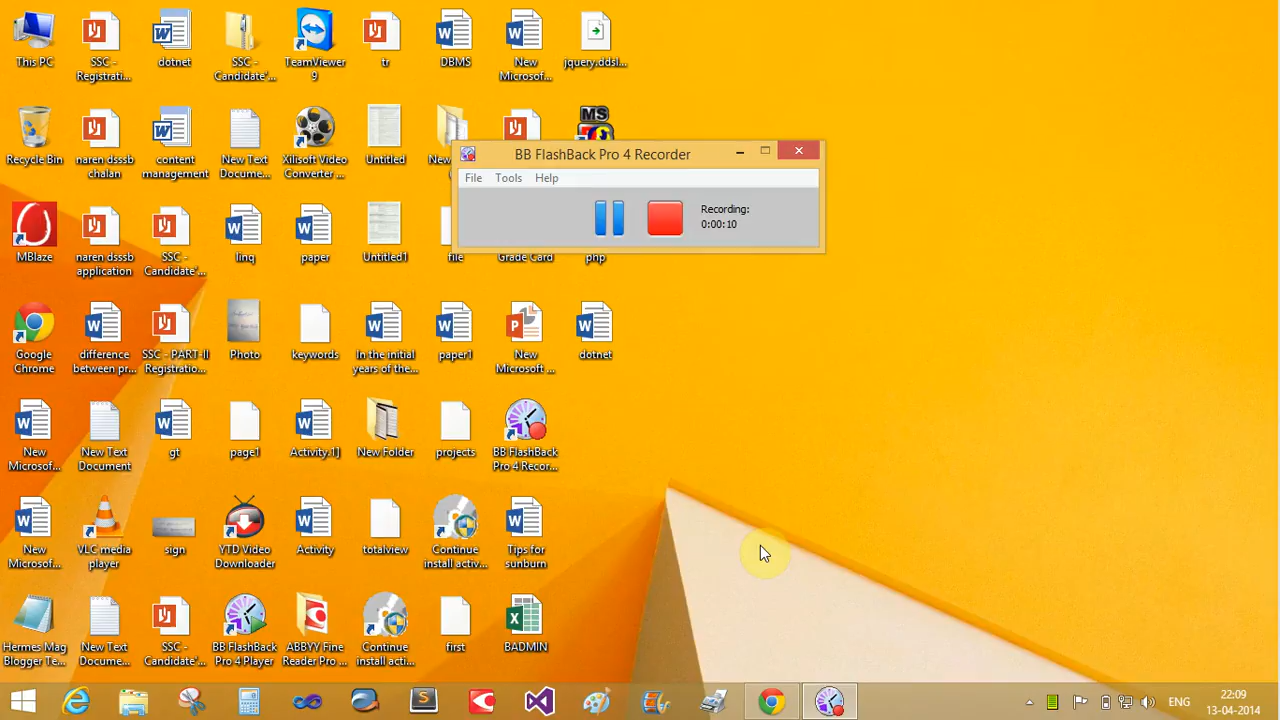 This PC
SSC -
Registrati...
dotnet
SSC -
Candidate'...
TeamViewer
9
tr
DBMS
New
Microsof...
jquery.ddsl...
Recycle Bin
naren dsssb
chalan
content
management
New Text
Docume...
Xilisoft Video
Converter ...
Untitled
New
MS
BB FlashBack Pro 4 Recorder
File
Tools
Help
Recording:
0:00:10
MBlaze
naren dsssb
application
SSC -
Candidate'...
linq
paper
Untitled1
file
Grade Card
php
Google
Chrome
difference
between pr...
SSC - PART-II
Registratio...
Photo
keywords
In the initial
years of the...
paper1
New
Microsoft ...
dotnet
New
Microsof...
New Text
Document
gt
page1
Activity.1]
New Folder
projects
BB FlashBack
Pro 4 Recor...
New
Microsof...
VLC media
player
sign
YTD Video
Downloader
Activity
totalview
Continue
install activ...
Tips for
sunburn
Hermes Mag
Blogger Te...
New Text
Docume...
SSC -
Candidate'...
BB FlashBack
Pro 4 Player
ABBYY Fine
Reader Pro ...
Continue
install acti...
first
BADMIN
ENG
22:09
13-04-2014